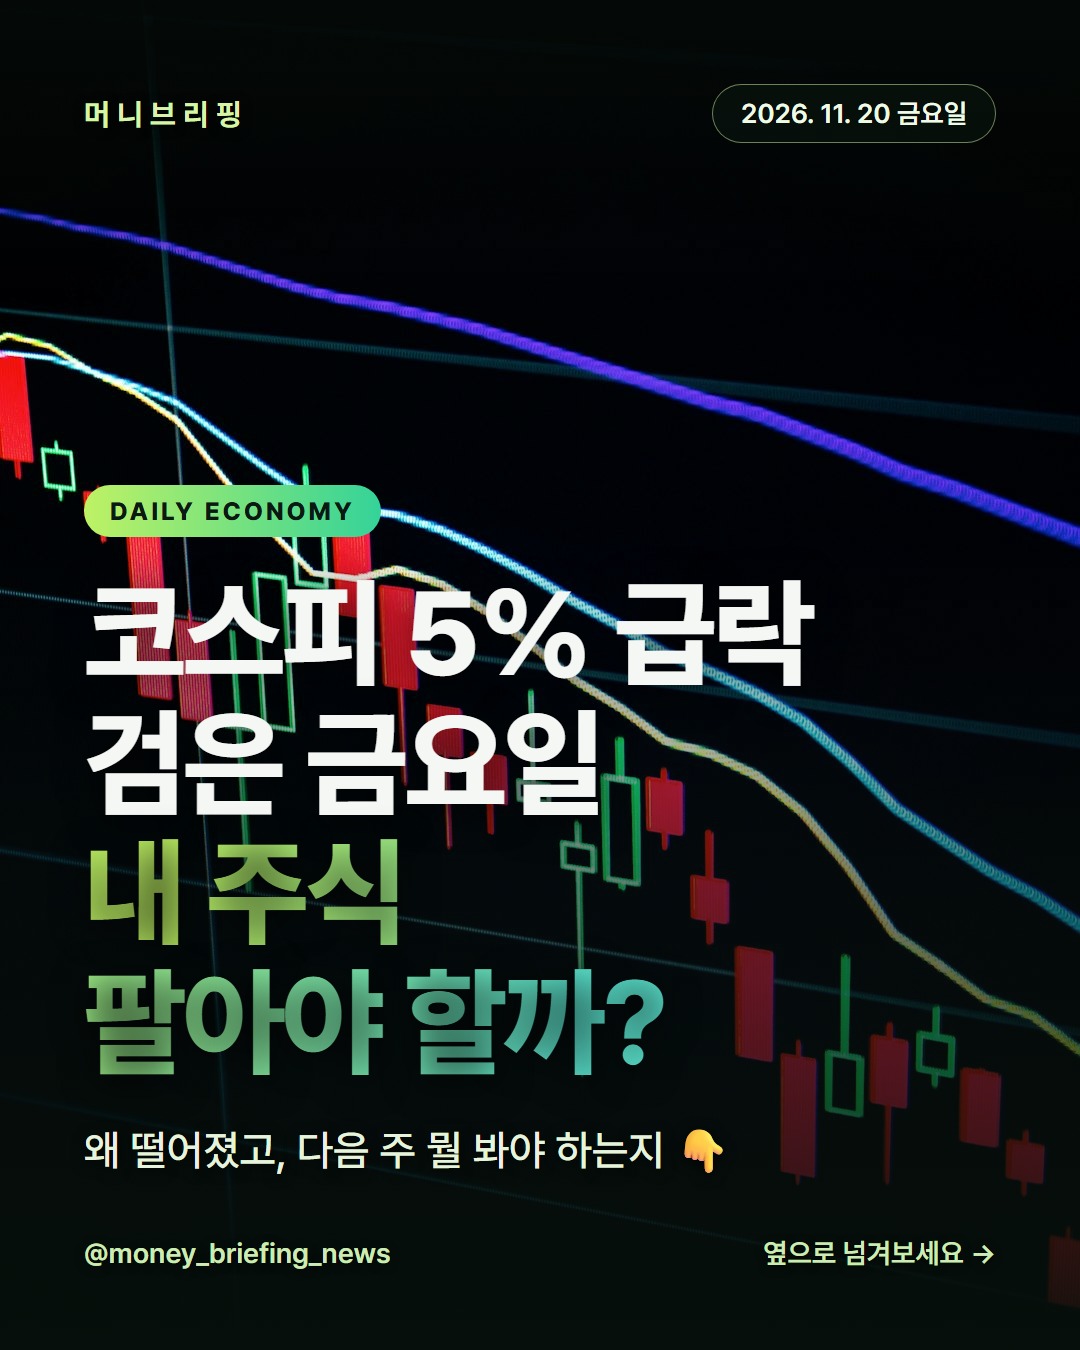 머니브리핑
2026. 11. 20 금요일
DAILY ECONOMY
코스피 5% 급락
검은 금요일
내 주식
팔아야 할까?
왜 떨어졌고, 다음 주 뭘 봐야 하는지 👇
@money_briefing_news
옆으로 넘겨보세요 →